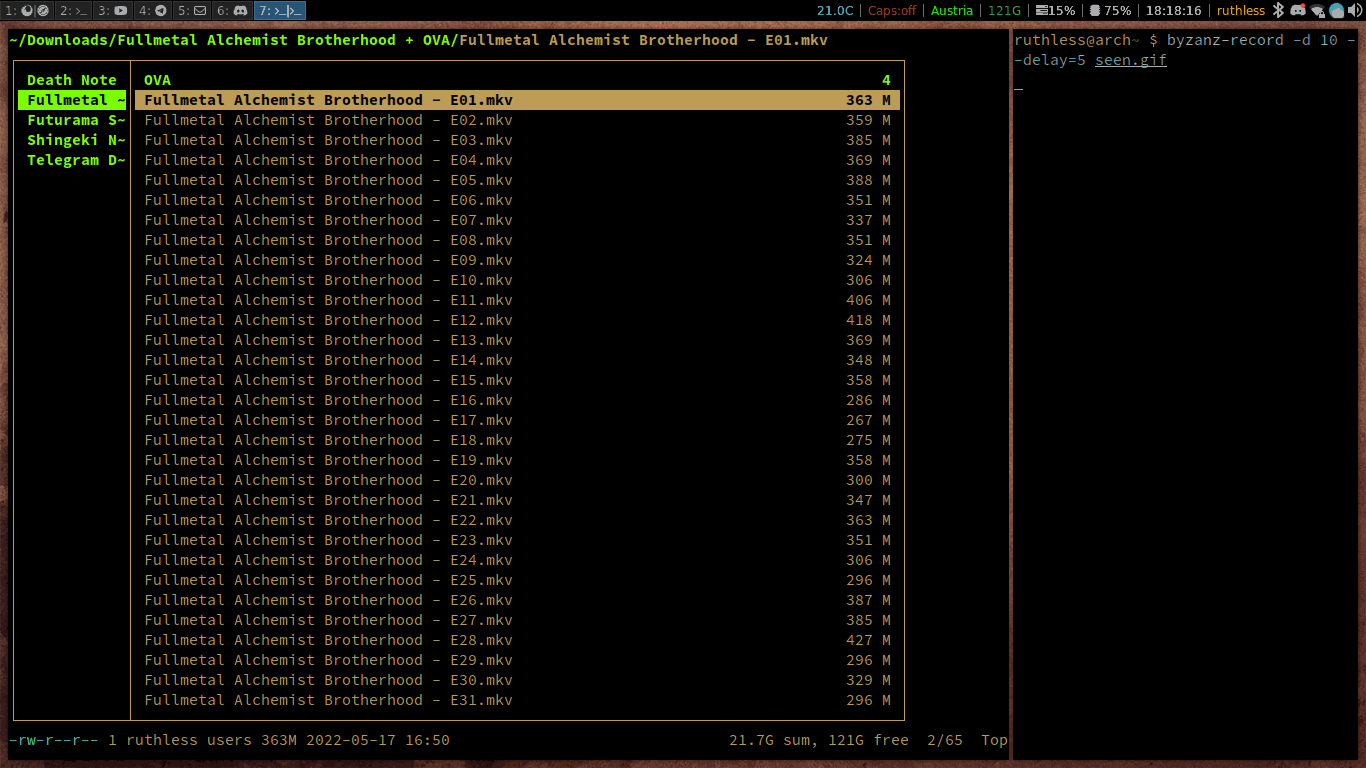 1: 2: >_ 3: 4: 5: 6: 7: >_|>_ 21.0C | Caps:off | Austria | 121G | 15% | 75% | 18:18:16 | ruthless
~/Downloads/Fullmetal Alchemist Brotherhood + OVA/Fullmetal Alchemist Brotherhood - E01.mkv
Death Note OVA 4
Fullmetal ~ Fullmetal Alchemist Brotherhood - E01.mkv 363 M
Futurama S~ Fullmetal Alchemist Brotherhood - E02.mkv 359 M
Shingeki N~ Fullmetal Alchemist Brotherhood - E03.mkv 385 M
Telegram D~ Fullmetal Alchemist Brotherhood - E04.mkv 369 M
Fullmetal Alchemist Brotherhood - E05.mkv 388 M
Fullmetal Alchemist Brotherhood - E06.mkv 351 M
Fullmetal Alchemist Brotherhood - E07.mkv 337 M
Fullmetal Alchemist Brotherhood - E08.mkv 351 M
Fullmetal Alchemist Brotherhood - E09.mkv 324 M
Fullmetal Alchemist Brotherhood - E10.mkv 306 M
Fullmetal Alchemist Brotherhood - E11.mkv 406 M
Fullmetal Alchemist Brotherhood - E12.mkv 418 M
Fullmetal Alchemist Brotherhood - E13.mkv 369 M
Fullmetal Alchemist Brotherhood - E14.mkv 348 M
Fullmetal Alchemist Brotherhood - E15.mkv 358 M
Fullmetal Alchemist Brotherhood - E16.mkv 286 M
Fullmetal Alchemist Brotherhood - E17.mkv 267 M
Fullmetal Alchemist Brotherhood - E18.mkv 275 M
Fullmetal Alchemist Brotherhood - E19.mkv 358 M
Fullmetal Alchemist Brotherhood - E20.mkv 300 M
Fullmetal Alchemist Brotherhood - E21.mkv 347 M
Fullmetal Alchemist Brotherhood - E22.mkv 363 M
Fullmetal Alchemist Brotherhood - E23.mkv 351 M
Fullmetal Alchemist Brotherhood - E24.mkv 306 M
Fullmetal Alchemist Brotherhood - E25.mkv 296 M
Fullmetal Alchemist Brotherhood - E26.mkv 387 M
Fullmetal Alchemist Brotherhood - E27.mkv 385 M
Fullmetal Alchemist Brotherhood - E28.mkv 427 M
Fullmetal Alchemist Brotherhood - E29.mkv 296 M
Fullmetal Alchemist Brotherhood - E30.mkv 329 M
Fullmetal Alchemist Brotherhood - E31.mkv 296 M
-rw-r--r-- 1 ruthless users 363M 2022-05-17 16:50 21.7G sum, 121G free 2/65 Top
ruthless@arch~ $ byzanz-record -d 10 -
-delay=5 seen.gif